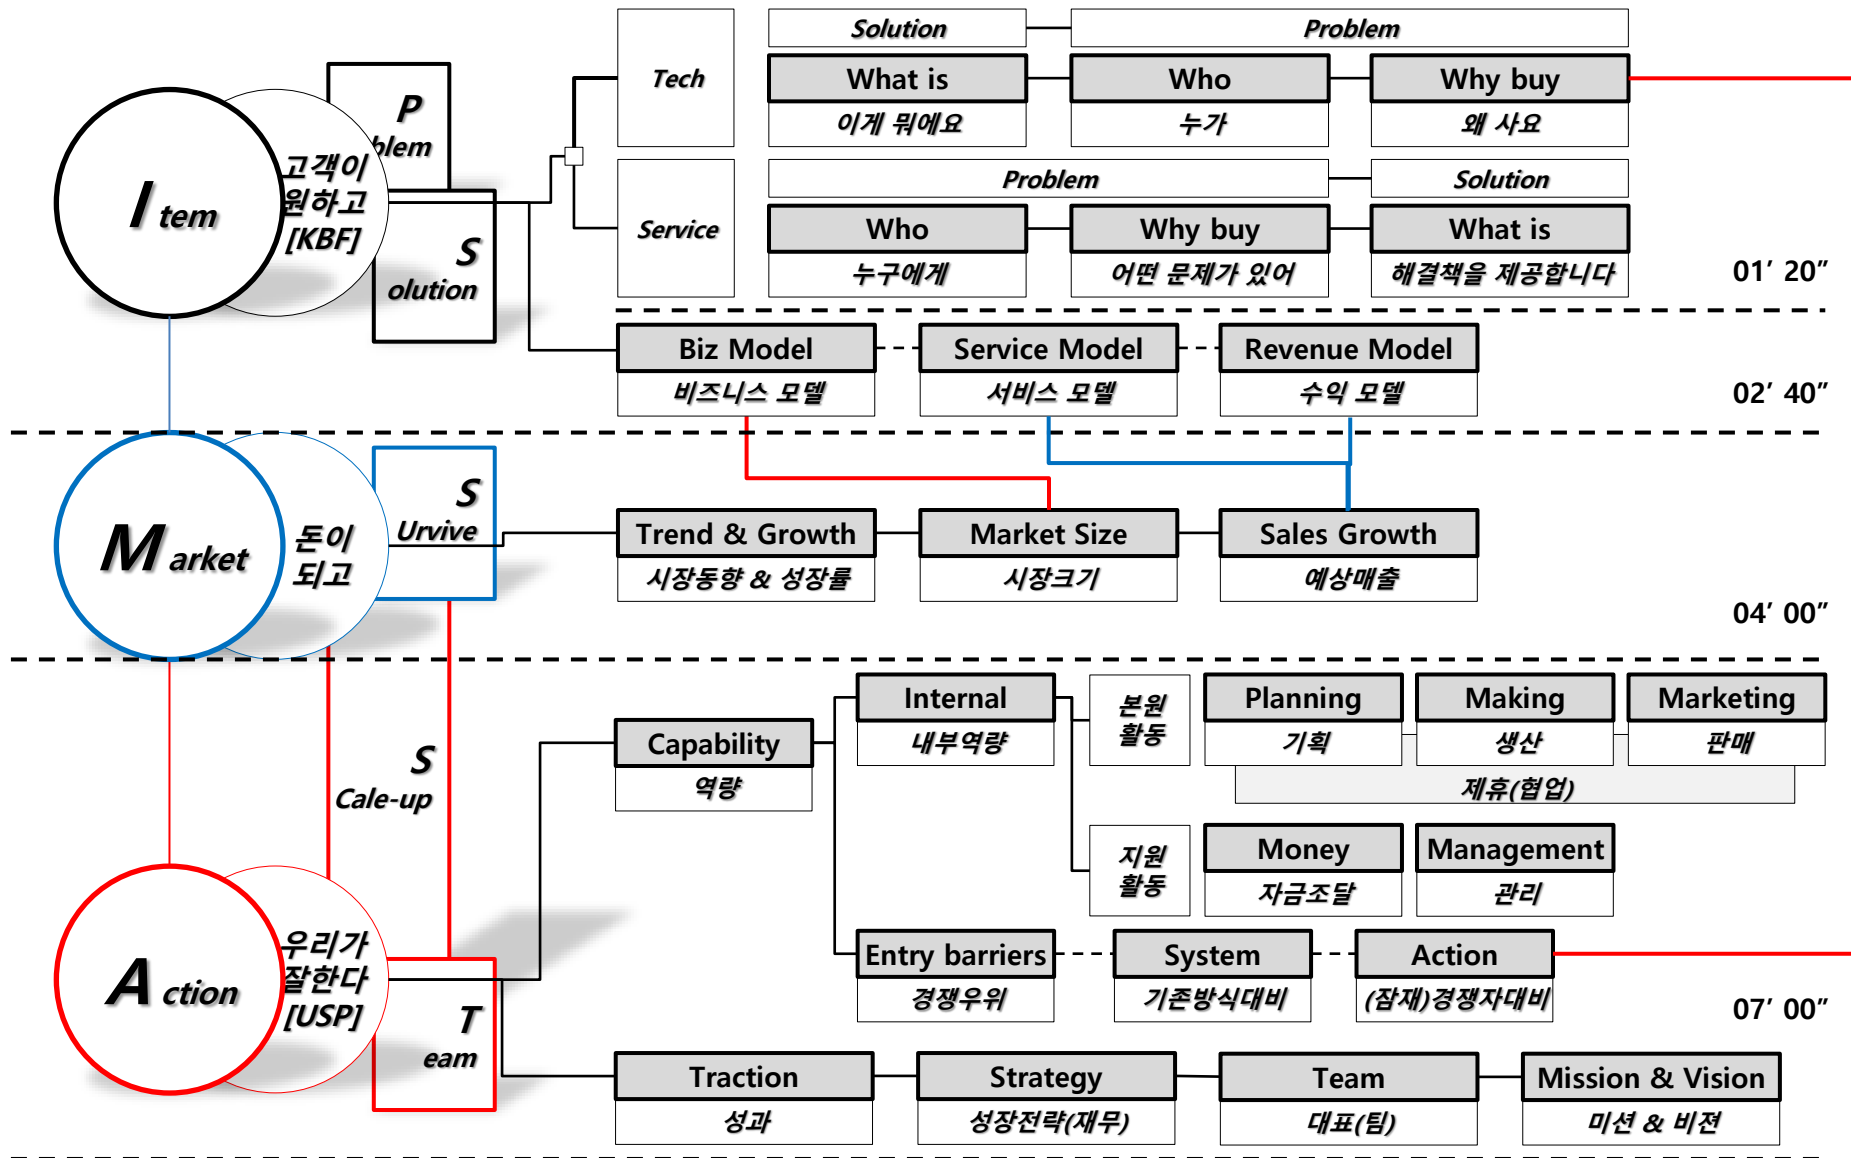 I tem
고객이
원하고
[KBF]
P
blem
S
olution
Tech
Solution
Problem
What is
Who
Why buy
이게 뭐에요
누가
왜 사요
Service
Problem
Solution
Who
Why buy
What is
누구에게
어떤 문제가 있어
해결책을 제공합니다
01’ 20”
Biz Model
Service Model
Revenue Model
비즈니스 모델
서비스 모델
수익 모델
02’ 40”
M arket
돈이
되고
S
Urvive
Trend & Growth
Market Size
Sales Growth
시장동향 & 성장률
시장크기
예상매출
04’ 00”
S
Cale-up
A ction
우리가
잘한다
[USP]
T
eam
Capability
역량
Internal
내부역량
본원
활동
Planning
Making
Marketing
기획
생산
판매
제휴(협업)
지원
활동
Money
Management
자금조달
관리
Entry barriers
System
Action
경쟁우위
기존방식대비
(잠재)경쟁자대비
07’ 00”
Traction
Strategy
Team
Mission & Vision
성과
성장전략(재무)
대표(팀)
미션 & 비젼